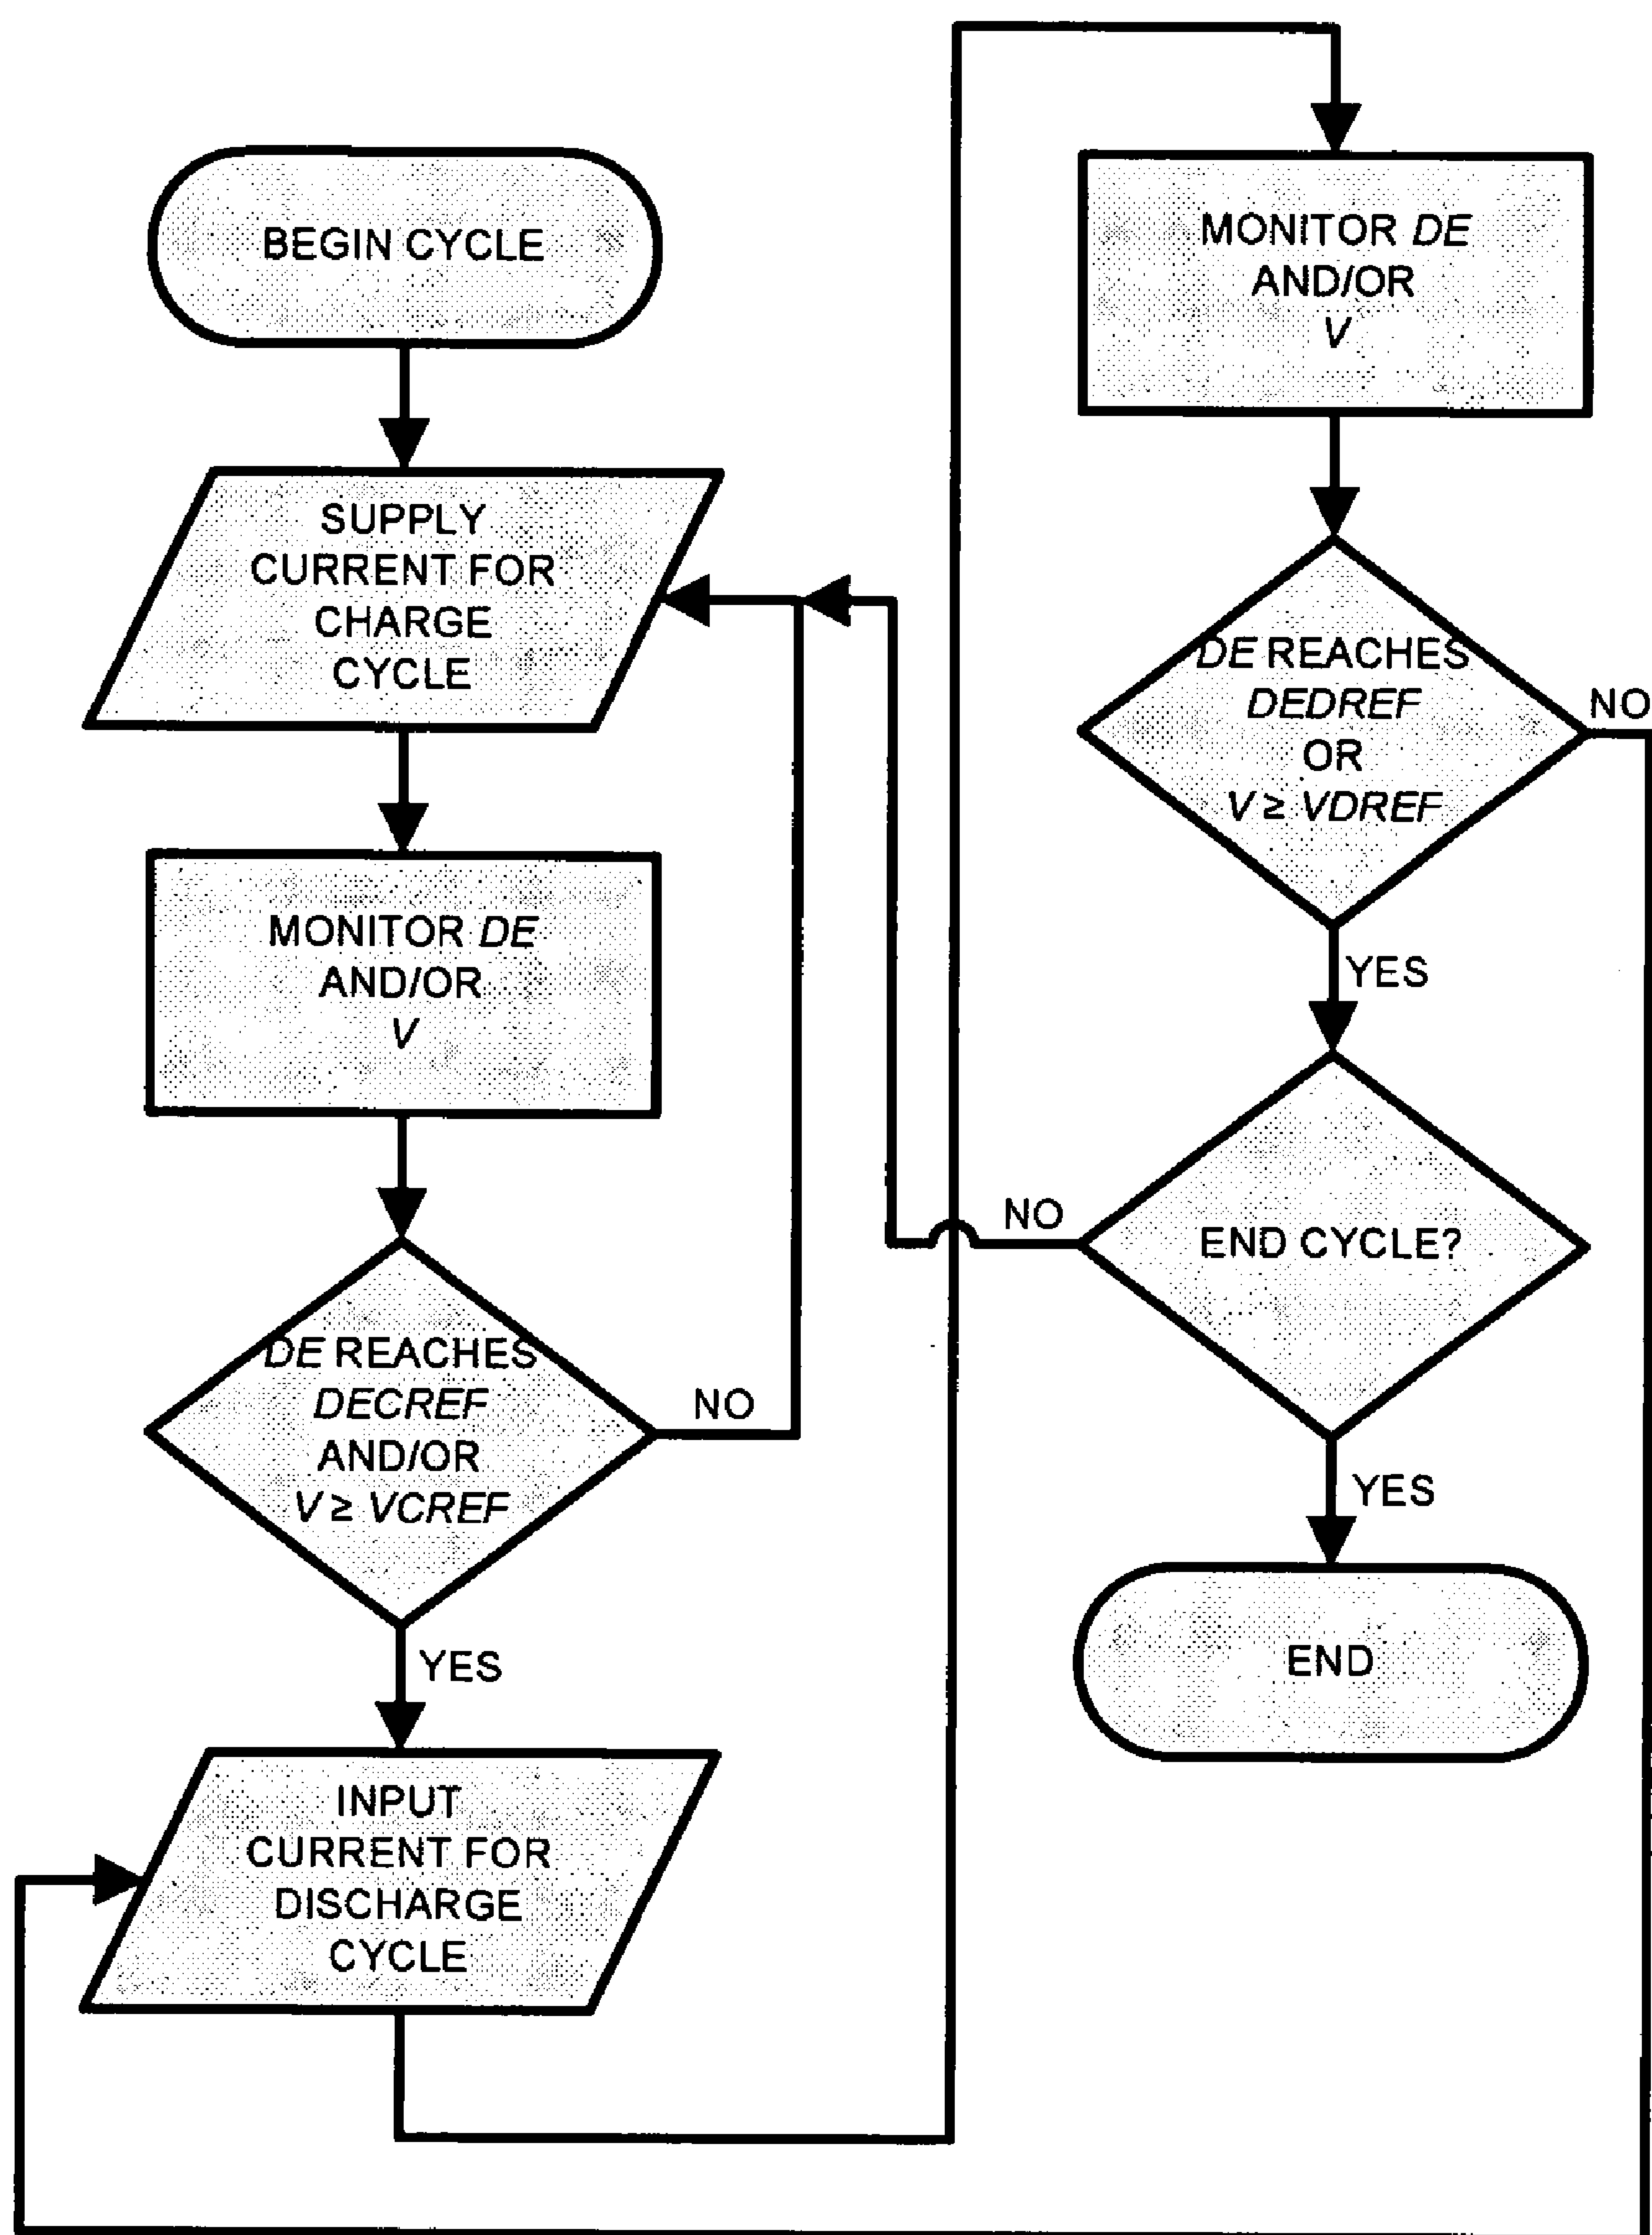 BEGIN CYCLE
SUPPLY
CURRENT FOR
CHARGE
CYCLE
MONITOR DE
AND/OR
V
DE REACHES
DECREF
AND/OR
V ≥ VCREF
NO
YES
INPUT
CURRENT FOR
DISCHARGE
CYCLE
MONITOR DE
AND/OR
V
DE REACHES
DEDREF
OR
V ≥ VDREF
NO
YES
END CYCLE?
NO
YES
END